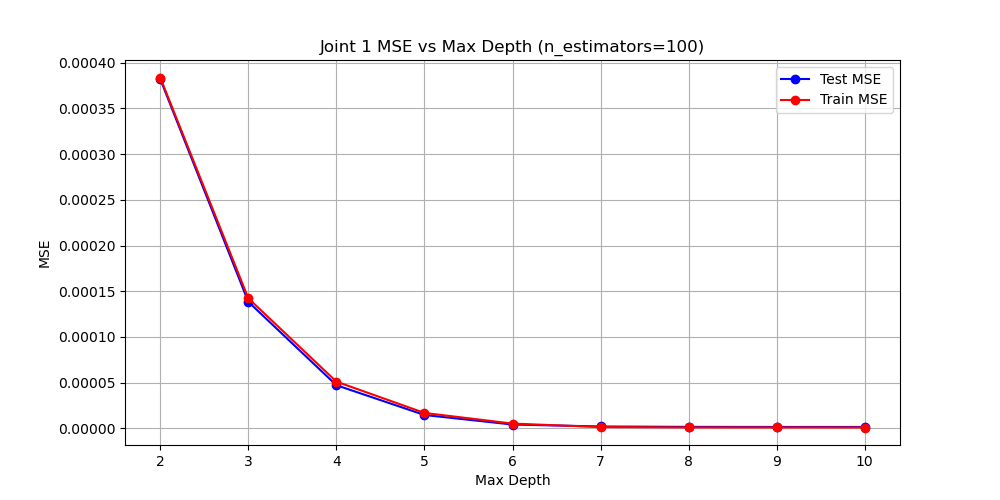 Joint 1 MSE vs Max Depth (n_estimators=100)
Test MSE
Train MSE
MSE
0.00040
0.00035
0.00030
0.00025
0.00020
0.00015
0.00010
0.00005
0.00000
2 3 4 5 6 7 8 9 10
Max Depth